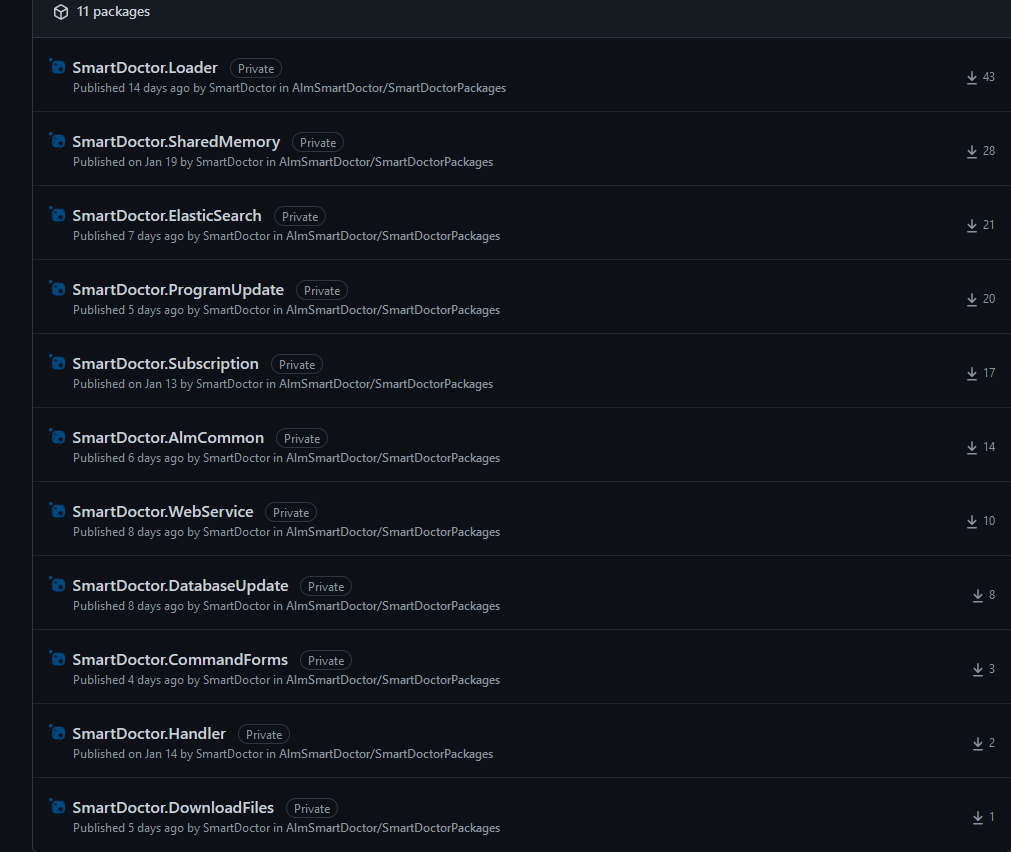 11 packages
SmartDoctor.Loader Private
Published 14 days ago by SmartDoctor in AlmSmartDoctor/SmartDoctorPackages
43
SmartDoctor.SharedMemory Private
Published on Jan 19 by SmartDoctor in AlmSmartDoctor/SmartDoctorPackages
28
SmartDoctor.ElasticSearch Private
Published 7 days ago by SmartDoctor in AlmSmartDoctor/SmartDoctorPackages
21
SmartDoctor.ProgramUpdate Private
Published 5 days ago by SmartDoctor in AlmSmartDoctor/SmartDoctorPackages
20
SmartDoctor.Subscription Private
Published on Jan 13 by SmartDoctor in AlmSmartDoctor/SmartDoctorPackages
17
SmartDoctor.AlmCommon Private
Published 6 days ago by SmartDoctor in AlmSmartDoctor/SmartDoctorPackages
14
SmartDoctor.WebService Private
Published 8 days ago by SmartDoctor in AlmSmartDoctor/SmartDoctorPackages
10
SmartDoctor.DatabaseUpdate Private
Published 8 days ago by SmartDoctor in AlmSmartDoctor/SmartDoctorPackages
8
SmartDoctor.CommandForms Private
Published 4 days ago by SmartDoctor in AlmSmartDoctor/SmartDoctorPackages
3
SmartDoctor.Handler Private
Published on Jan 14 by SmartDoctor in AlmSmartDoctor/SmartDoctorPackages
2
SmartDoctor.DownloadFiles Private
Published 5 days ago by SmartDoctor in AlmSmartDoctor/SmartDoctorPackages
1